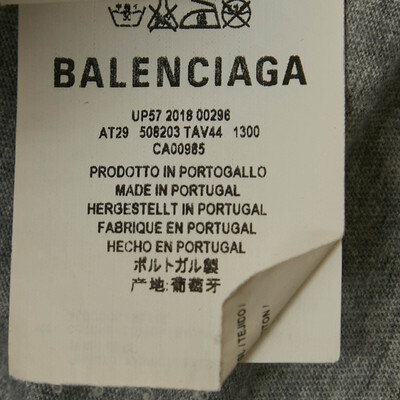 BALENCIAGA
UP57 2018 00296
AT29 508203 TAV44 1300
CA00985
PRODOTTO IN PORTOGALLO
MADE IN PORTUGAL
HERGESTELLT IN PORTUGAL
FABRIQUE EN PORTUGAL
HECHO EN PORTUGAL
ポルトガル製
产地:葡萄牙
/TEJIDO/